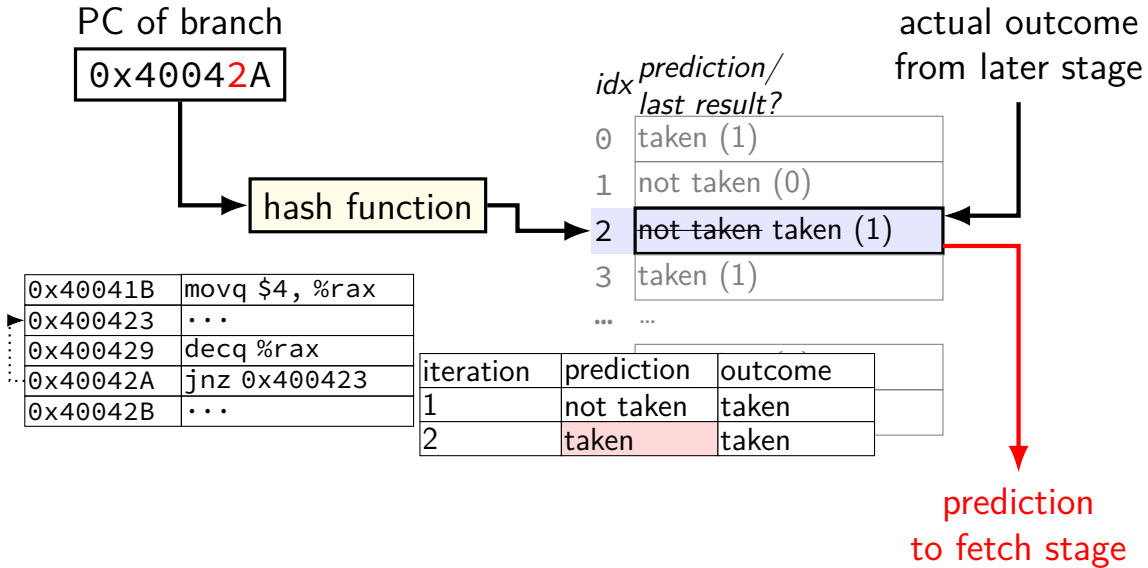 PC of branch
0x40042A
actual outcome
from later stage
idx prediction/
last result?
0 taken (1)
1 not taken (0)
hash function
2 not taken taken (1)
3 taken (1)
... ...
0x40041B movq $4, %rax
0x400423 ...
0x400429 decq %rax
0x40042A jnz 0x400423
0x40042B ...
iteration prediction outcome
1 not taken taken
2 taken taken
prediction
to fetch stage